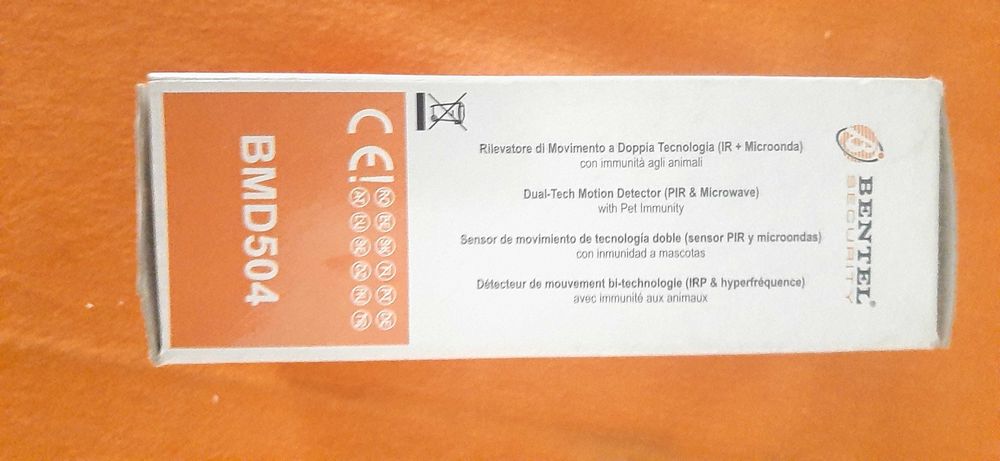 BENTEL®
SECURITY
Rilevatore di Movimento a Doppia Tecnologia (IR + Microonda)
con immunità agli animali
Dual-Tech Motion Detector (PIR & Microwave)
with Pet Immunity
Sensor de movimiento de tecnología doble (sensor PIR y microondas)
con inmunidad a mascotas
Détecteur de mouvement bi-technologie (IRP & hyperfréquence)
avec immunité aux animaux
CE!
BMD504